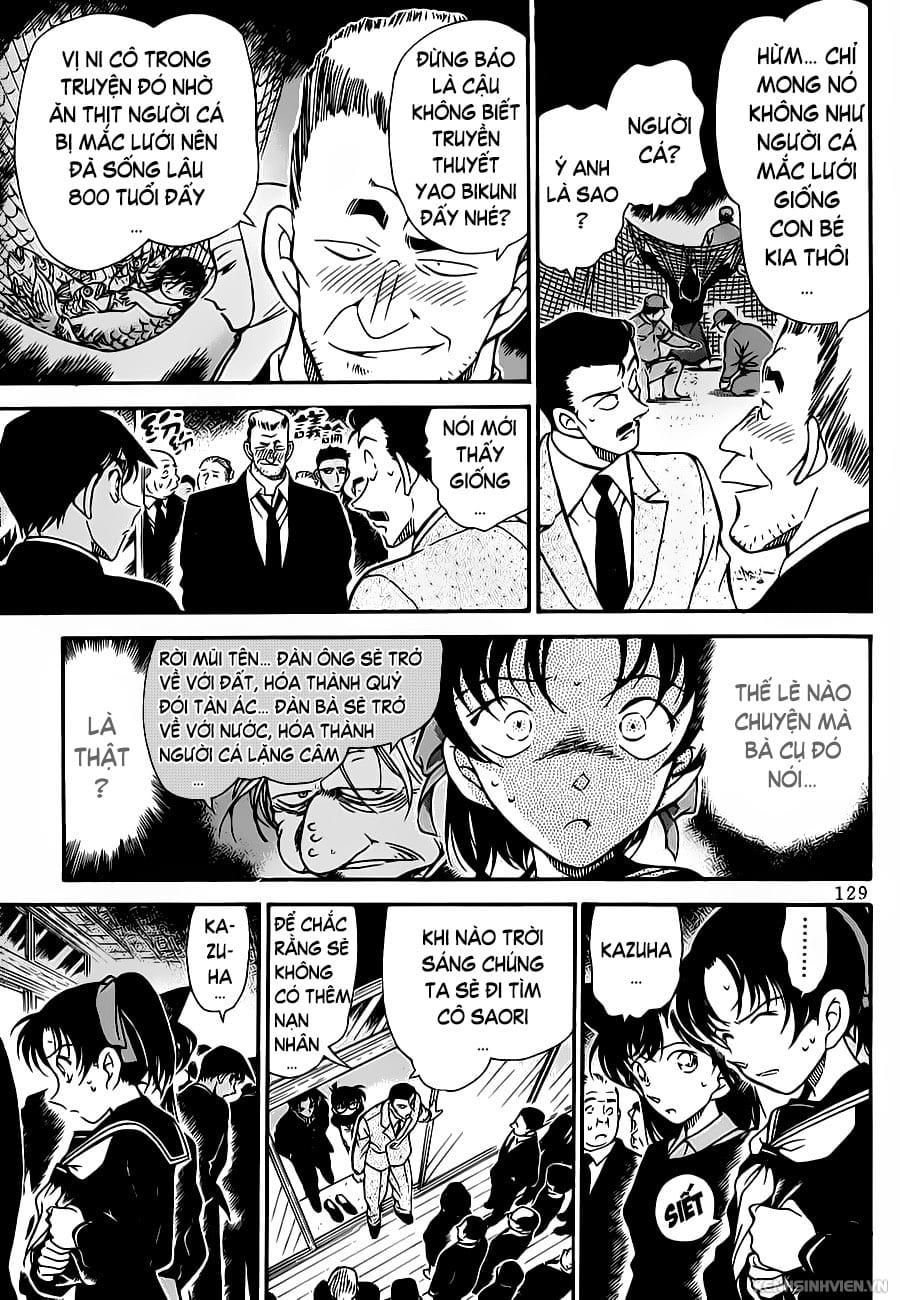 HỪM... CHỈ
MONG NÓ
KHÔNG NHƯ
NGƯỜI CÁ
MẮC LƯỚI
GIỐNG
CON BÉ
KIA THÔI
...
NGƯỜI
CÁ?
Ý ANH
LÀ SAO
?
ĐỪNG BẢO
LÀ CẬU
KHÔNG BIẾT
TRUYỀN
THUYẾT
YAO BIKUNI
ĐẤY NHÉ?
VỊ NI CÔ TRONG
TRUYỆN ĐÓ NHỜ
ĂN THỊT NGƯỜI CÁ
BỊ MẮC LƯỚI NÊN
ĐÀ SỐNG LÂU
800 TUỔI ĐẤY
...
NÓI MỚI
THẤY
GIỐNG
...
THẾ LÈ NÀO
CHUYỆN MÀ
BÀ CỤ ĐÓ
NÓI...
RỜI MŨI TÊN... ĐÀN ÔNG SẼ TRỞ
VỀ VỚI ĐẤT, HÓA THÀNH QUỶ
ĐÓI TÀN ÁC... ĐÀN BÀ SẼ TRỞ
VỀ VỚI NƯỚC, HÓA THÀNH
NGƯỜI CÁ LẶNG CÂM
...
LÀ
THẬT
?
129
.........
KAZUHA
...
SIẾT
KHI NÀO TRỜI
SÁNG CHÚNG
TA SẼ ĐI TÌM
CÔ SAORI
...
ĐỂ CHẮC
RẰNG SẼ
KHÔNG
CÓ THÊM
NẠN
NHÂN
...
KA-
ZU-
HA
...
KENHSINHVIEN.VN